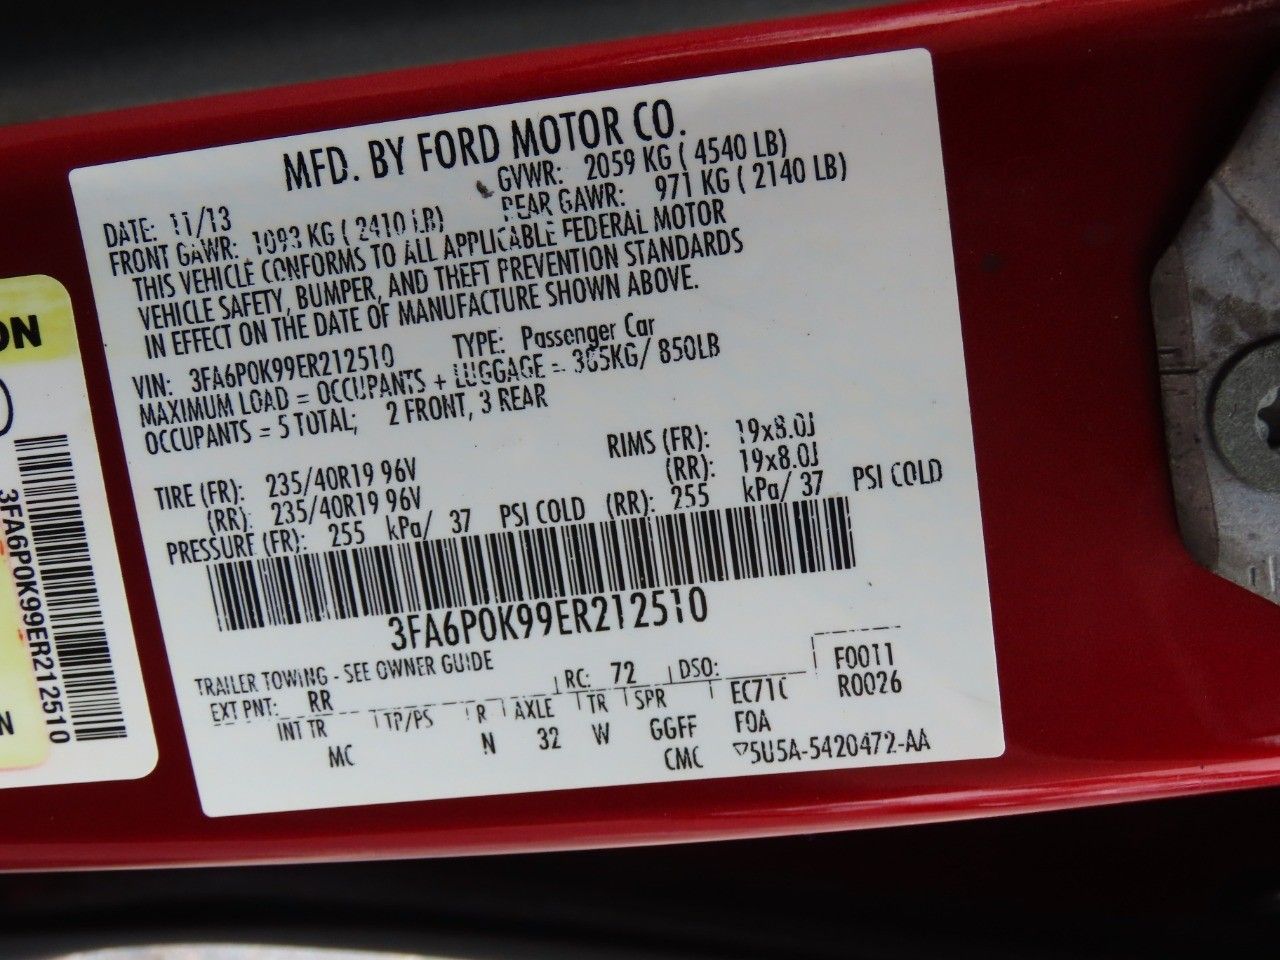 MFD. BY FORD MOTOR CO.
DATE: 11/13 GVWR: 2059 KG ( 4540 LB)
FRONT GAWR: 1093 KG ( 2410 LB) REAR GAWR: 971 KG ( 2140 LB)
THIS VEHICLE CONFORMS TO ALL APPLICABLE FEDERAL MOTOR
VEHICLE SAFETY, BUMPER, AND THEFT PREVENTION STANDARDS
IN EFFECT ON THE DATE OF MANUFACTURE SHOWN ABOVE.
VIN: 3FA6P0K99ER212510 TYPE: Passenger Car
MAXIMUM LOAD = OCCUPANTS + LUGGAGE = 385KG/ 850LB
OCCUPANTS = 5 TOTAL; 2 FRONT, 3 REAR
TIRE (FR): 235/40R19 96V RIMS (FR): 19x8.0J
(RR): 235/40R19 96V (RR): 19x8.0J
PRESSURE (FR): 255 kPa/ 37 PSI COLD (RR): 255 kPa/ 37 PSI COLD
3FA6P0K99ER212510
TRAILER TOWING - SEE OWNER GUIDE
EXT PNT: RR RC: 72 DSO: F0011
INT TR TP/PS R AXLE TR SPR EC71C R0026
MC N 32 W GGFF FOA
CMC ▽5U5A-5420472-AA
ON
3FA6P0K99ER212510
N